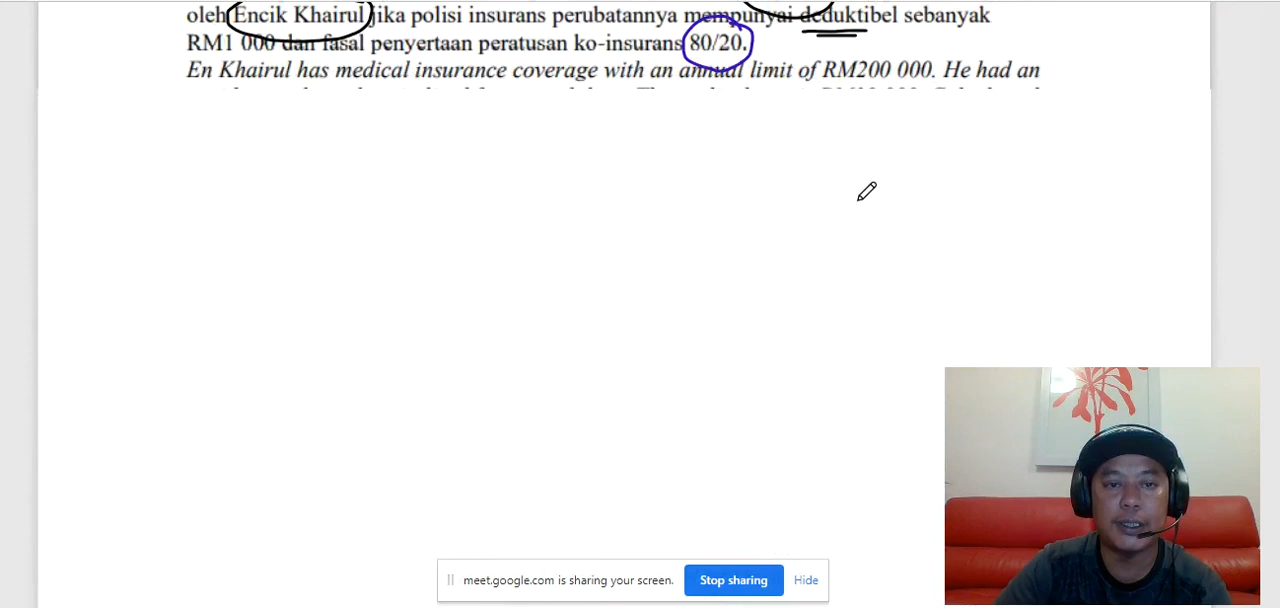 oleh Encik Khairul jika polisi insurans perubatannya mempunyai deduktibel sebanyak
RM1 000 dan fasal penyertaan peratusan ko-insurans 80/20.
En Khairul has medical insurance coverage with an annual limit of RM200 000. He had an
meet.google.com is sharing your screen.
Stop sharing
Hide